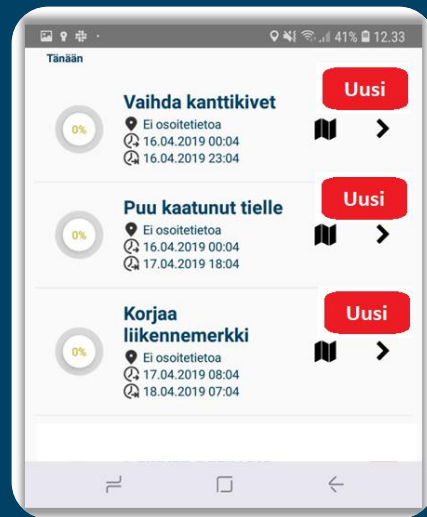 41% 12.33
Tänään
Uusi
Vaihda kanttikivet
0%
Ei osoitetietoa
16.04.2019 00:04
16.04.2019 23:04
Uusi
Puu kaatunut tielle
0%
Ei osoitetietoa
16.04.2019 00:04
17.04.2019 18:04
Uusi
Korjaa
liikennemerkki
0%
Ei osoitetietoa
17.04.2019 08:04
18.04.2019 07:04